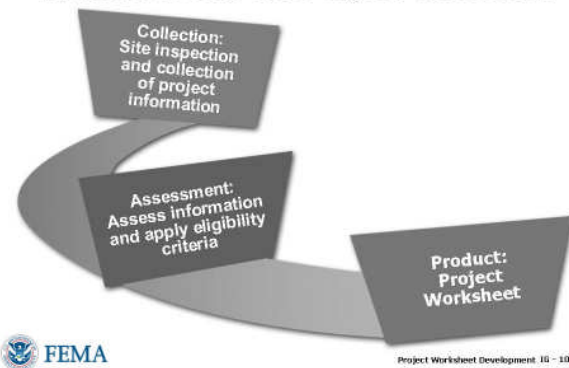 Collection:
Site inspection
and collection
of project
information
Assessment:
Assess information
and apply eligibility
criteria
Product:
Project
Worksheet
FEMA
Project Worksheet Development IG - 10